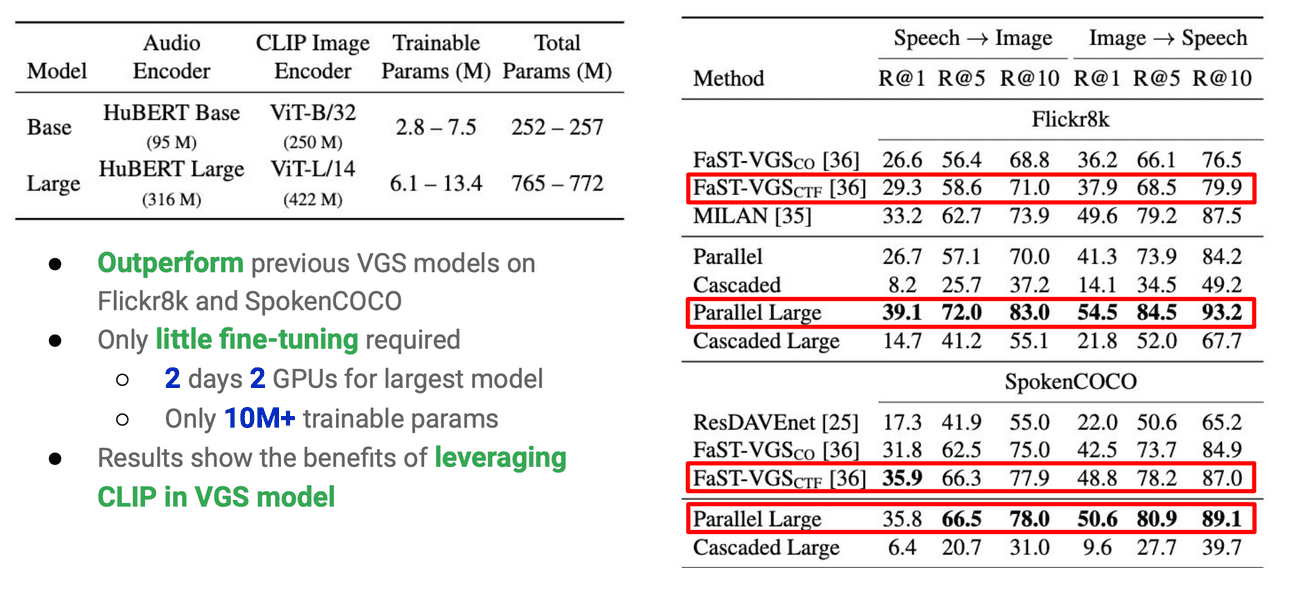 Audio CLIP Image Trainable Total
Model Encoder Encoder Params (M) Params (M)
Base HuBERT Base ViT-B/32 2.8 – 7.5 252 – 257
(95 M) (250 M)
Large HuBERT Large ViT-L/14 6.1 – 13.4 765 – 772
(316 M) (422 M)
● Outperform previous VGS models on
Flickr8k and SpokenCOCO
● Only little fine-tuning required
○ 2 days 2 GPUs for largest model
○ Only 10M+ trainable params
● Results show the benefits of leveraging
CLIP in VGS model
Speech → Image Image → Speech
Method R@1 R@5 R@10 R@1 R@5 R@10
Flickr8k
FaST-VGSCO [36] 26.6 56.4 68.8 36.2 66.1 76.5
FaST-VGSCTF [36] 29.3 58.6 71.0 37.9 68.5 79.9
MILAN [35] 33.2 62.7 73.9 49.6 79.2 87.5
Parallel 26.7 57.1 70.0 41.3 73.9 84.2
Cascaded 8.2 25.7 37.2 14.1 34.5 49.2
Parallel Large 39.1 72.0 83.0 54.5 84.5 93.2
Cascaded Large 14.7 41.2 55.1 21.8 52.0 67.7
SpokenCOCO
ResDAVEnet [25] 17.3 41.9 55.0 22.0 50.6 65.2
FaST-VGSCO [36] 31.8 62.5 75.0 42.5 73.7 84.9
FaST-VGSCTF [36] 35.9 66.3 77.9 48.8 78.2 87.0
Parallel Large 35.8 66.5 78.0 50.6 80.9 89.1
Cascaded Large 6.4 20.7 31.0 9.6 27.7 39.7